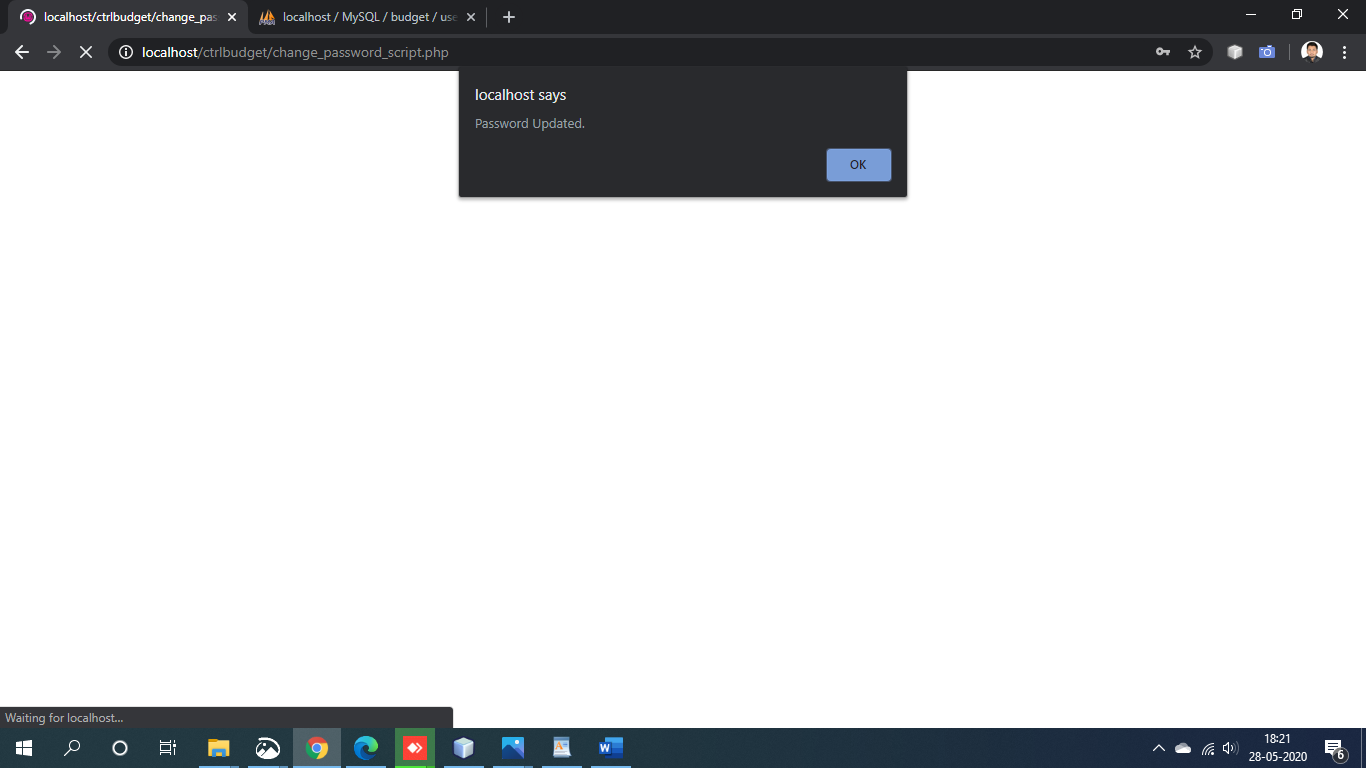 localhost/ctrlbudget/change_pas
localhost / MySQL / budget / use
localhost/ctrlbudget/change_password_script.php
localhost says
Password Updated.
OK
Waiting for localhost...
18:21
28-05-2020
6